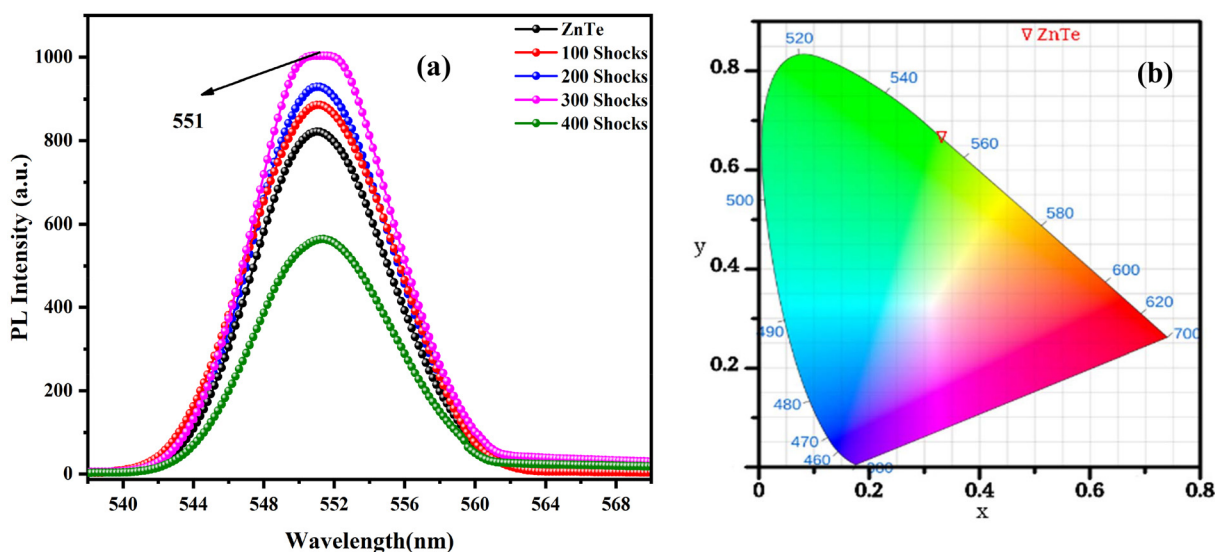 ZnTe
100 Shocks
200 Shocks
300 Shocks
400 Shocks
(a)
551
1000
800
600
400
200
0
540 544 548 552 556 560 564 568
PL Intensity (a.u.)
Wavelength(nm)
∇ ZnTe
(b)
0.8
0.6
0.4
0.2
y
520
540
560
500
580
600
620
490
700
480
470
460
0 0.2 0.4 0.6 0.8
x